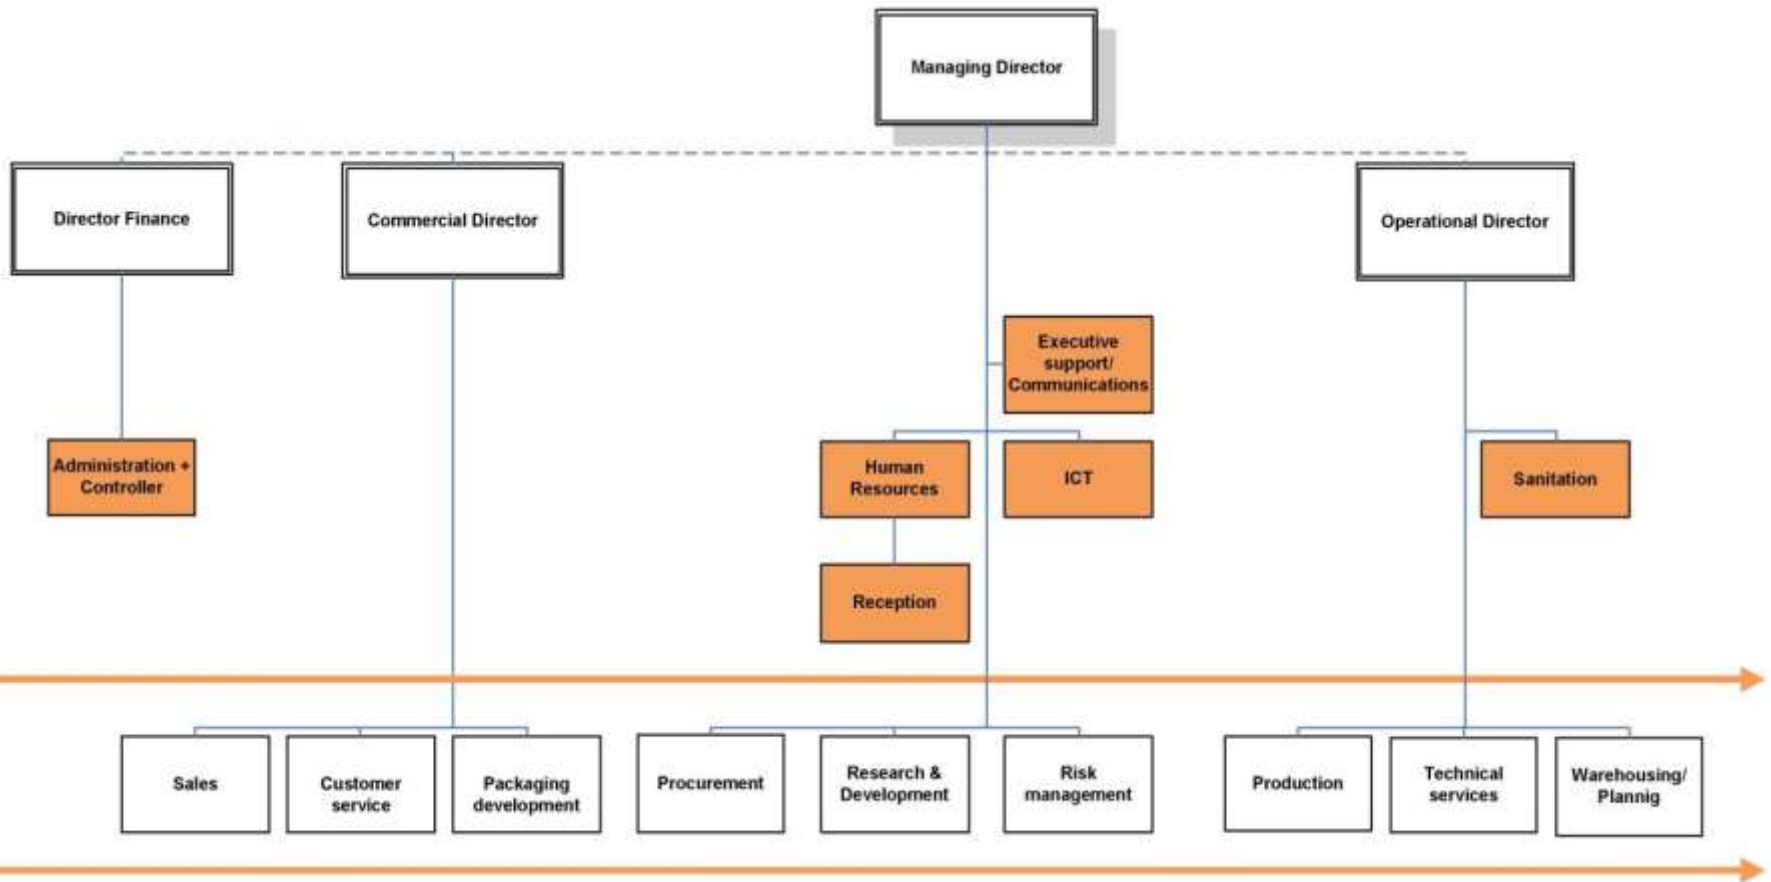 Managing Director
Director Finance
Commercial Director
Operational Director
Executive
support/
Communications
Administration +
Controller
Human
Resources
ICT
Sanitation
Reception
Sales
Customer
service
Packaging
development
Procurement
Research &
Development
Risk
management
Production
Technical
services
Warehousing/
Plannig